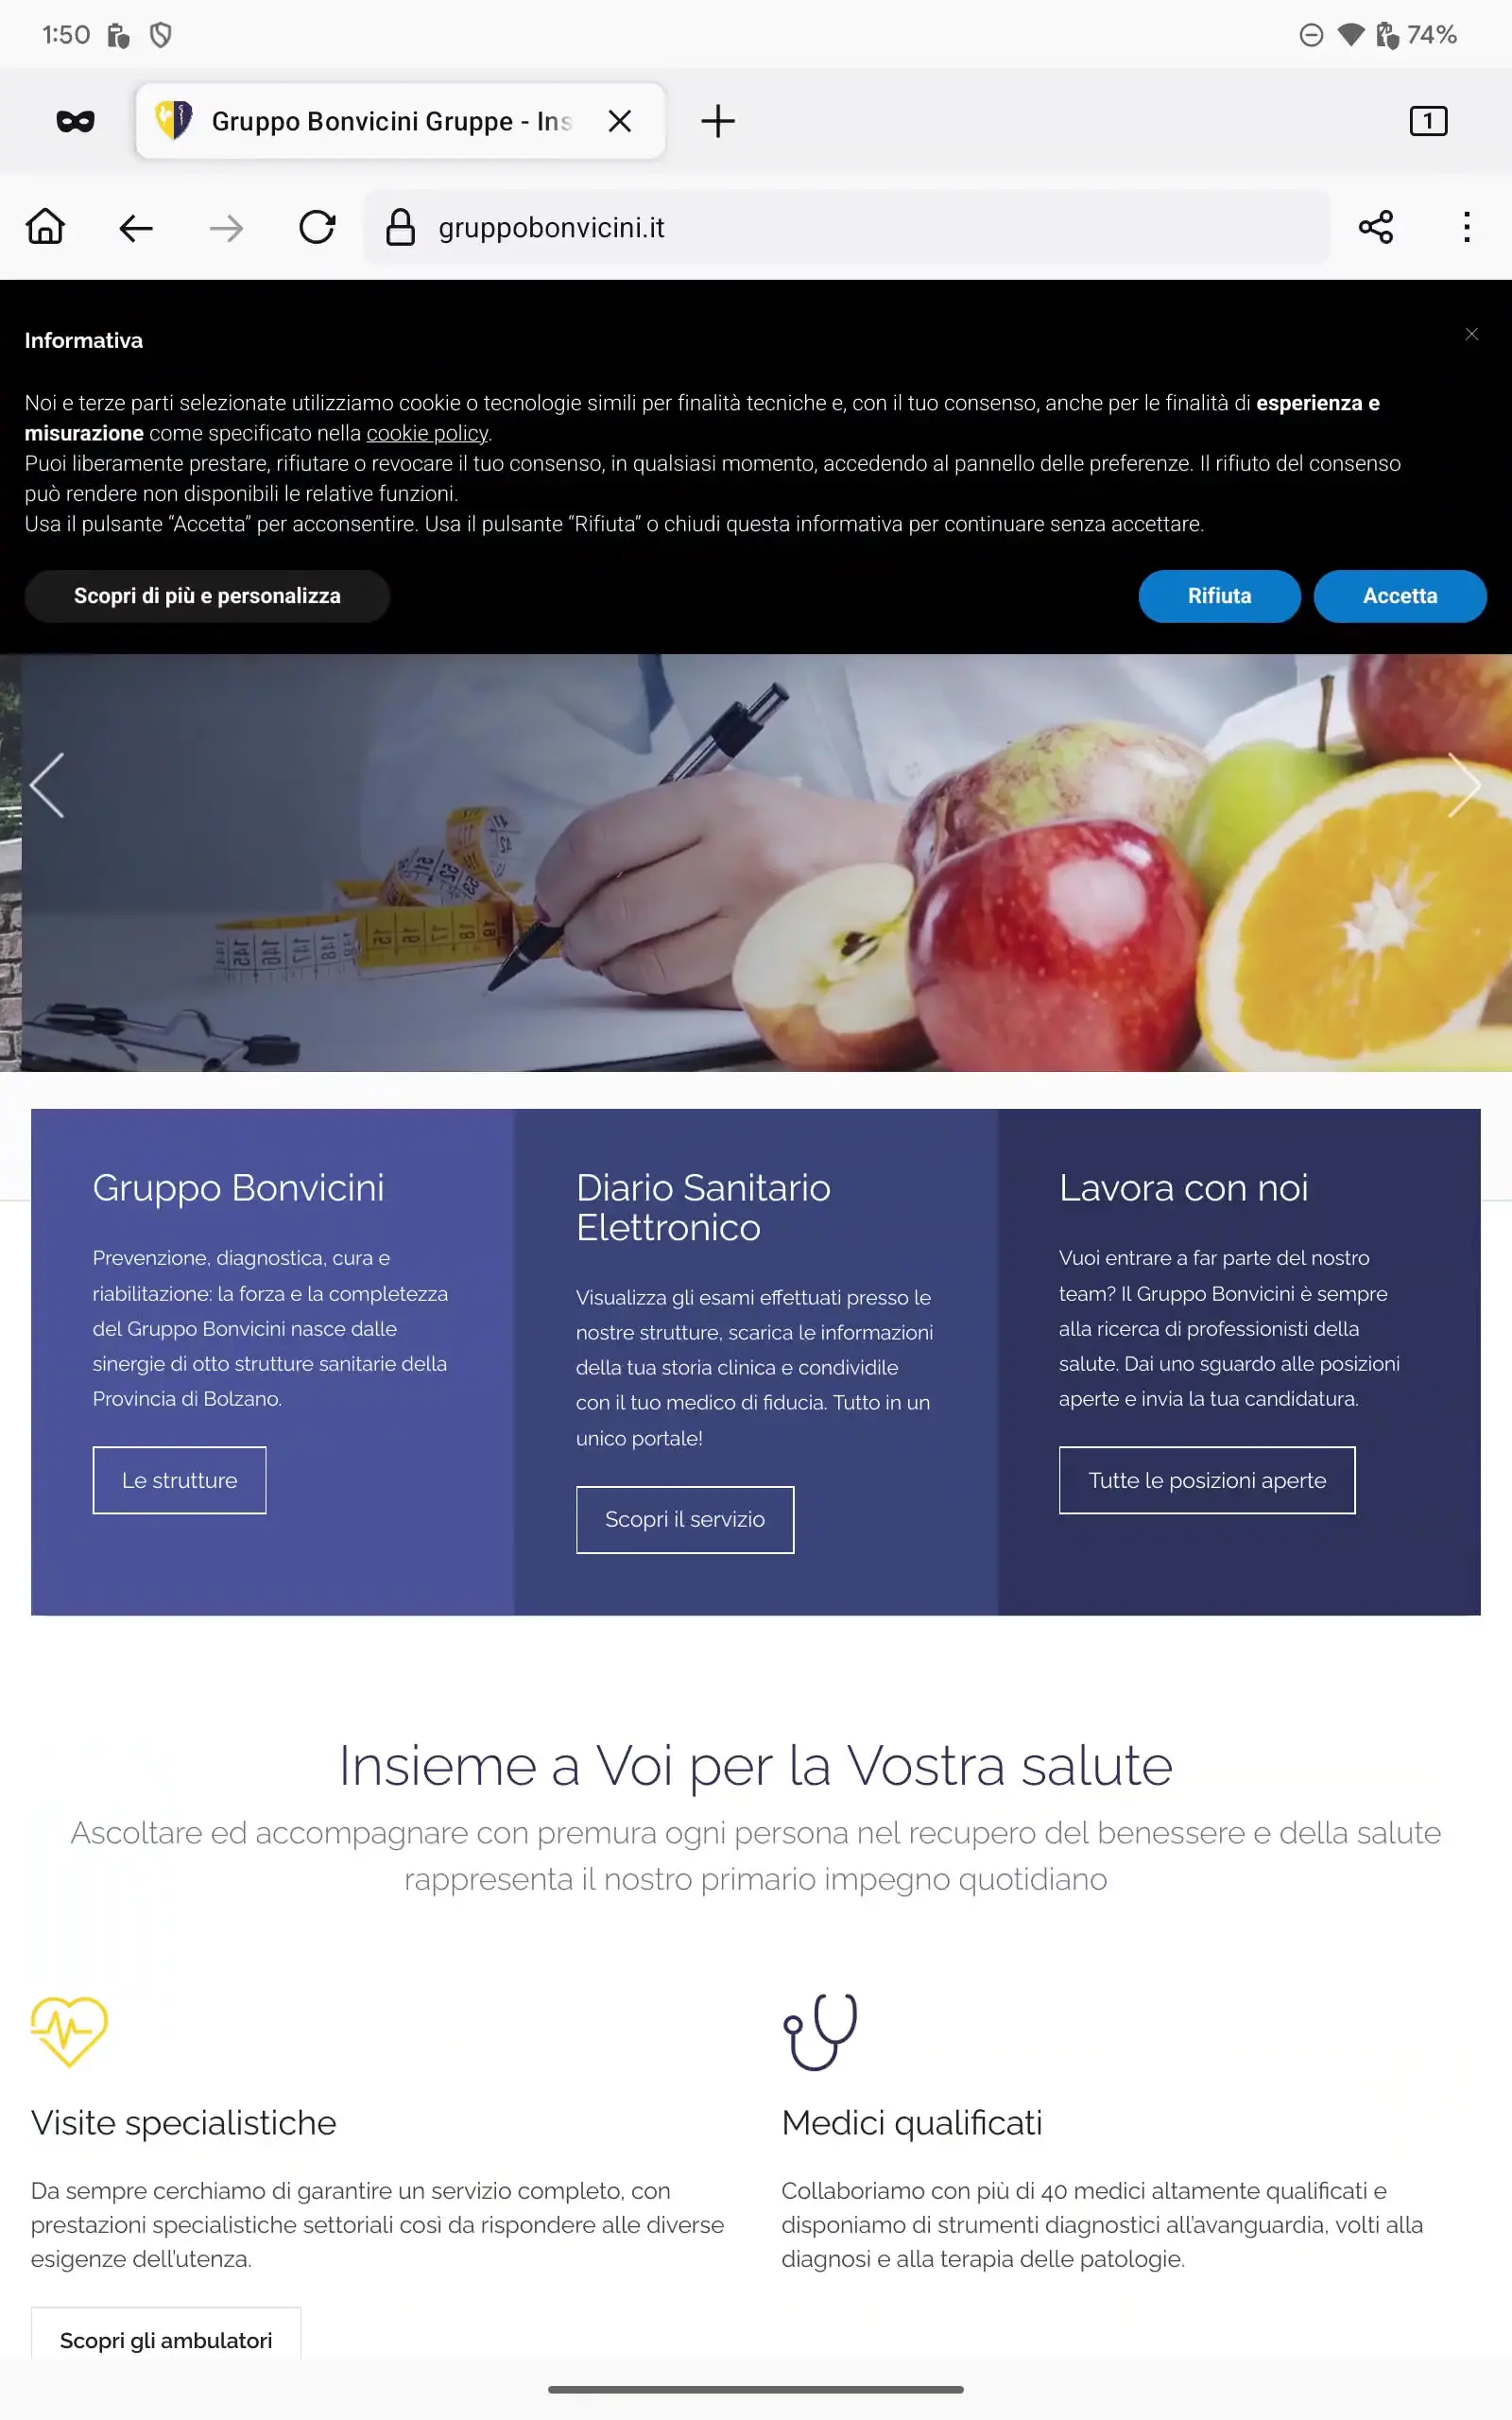 1:50
74%
Gruppo Bonvicini Gruppe - Ins
1
gruppobonvicini.it
Informativa
Noi e terze parti selezionate utilizziamo cookie o tecnologie simili per finalità tecniche e, con il tuo consenso, anche per le finalità di esperienza e
misurazione come specificato nella cookie policy.
Puoi liberamente prestare, rifiutare o revocare il tuo consenso, in qualsiasi momento, accedendo al pannello delle preferenze. Il rifiuto del consenso
può rendere non disponibili le relative funzioni.
Usa il pulsante “Accetta” per acconsentire. Usa il pulsante “Rifiuta” o chiudi questa informativa per continuare senza accettare.
Scopri di più e personalizza
Rifiuta
Accetta
Gruppo Bonvicini
Prevenzione, diagnostica, cura e
riabilitazione: la forza e la completezza
del Gruppo Bonvicini nasce dalle
sinergie di otto strutture sanitarie della
Provincia di Bolzano.
Le strutture
Diario Sanitario
Elettronico
Visualizza gli esami effettuati presso le
nostre strutture, scarica le informazioni
della tua storia clinica e condividile
con il tuo medico di fiducia. Tutto in un
unico portale!
Scopri il servizio
Lavora con noi
Vuoi entrare a far parte del nostro
team? Il Gruppo Bonvicini è sempre
alla ricerca di professionisti della
salute. Dai uno sguardo alle posizioni
aperte e invia la tua candidatura.
Tutte le posizioni aperte
Insieme a Voi per la Vostra salute
Ascoltare ed accompagnare con premura ogni persona nel recupero del benessere e della salute
rappresenta il nostro primario impegno quotidiano
Visite specialistiche
Da sempre cerchiamo di garantire un servizio completo, con
prestazioni specialistiche settoriali così da rispondere alle diverse
esigenze dell'utenza.
Scopri gli ambulatori
Medici qualificati
Collaboriamo con più di 40 medici altamente qualificati e
disponiamo di strumenti diagnostici all'avanguardia, volti alla
diagnosi e alla terapia delle patologie.